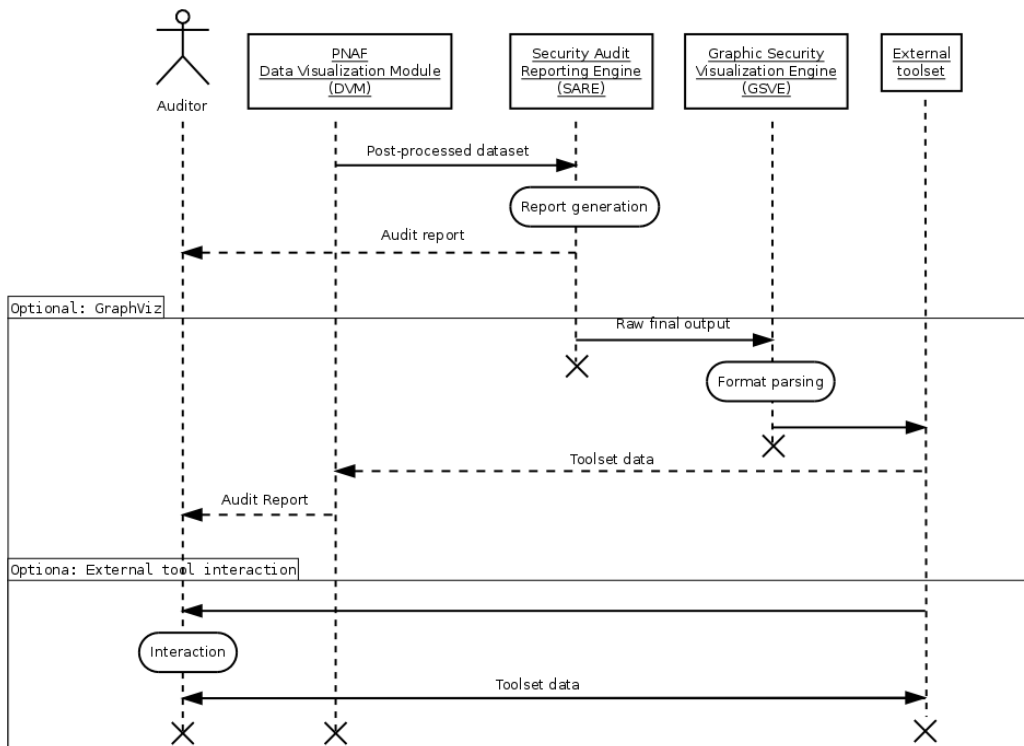 Auditor
PNAF
Data Visualization Module
(DVM)
Security Audit
Reporting Engine
(SARE)
Graphic Security
Visualization Engine
(GSVE)
External
toolset
Post-processed dataset
Report generation
Audit report
Optional: GraphViz
Raw final output
Format parsing
Toolset data
Audit Report
Optiona: External tool interaction
Interaction
Toolset data